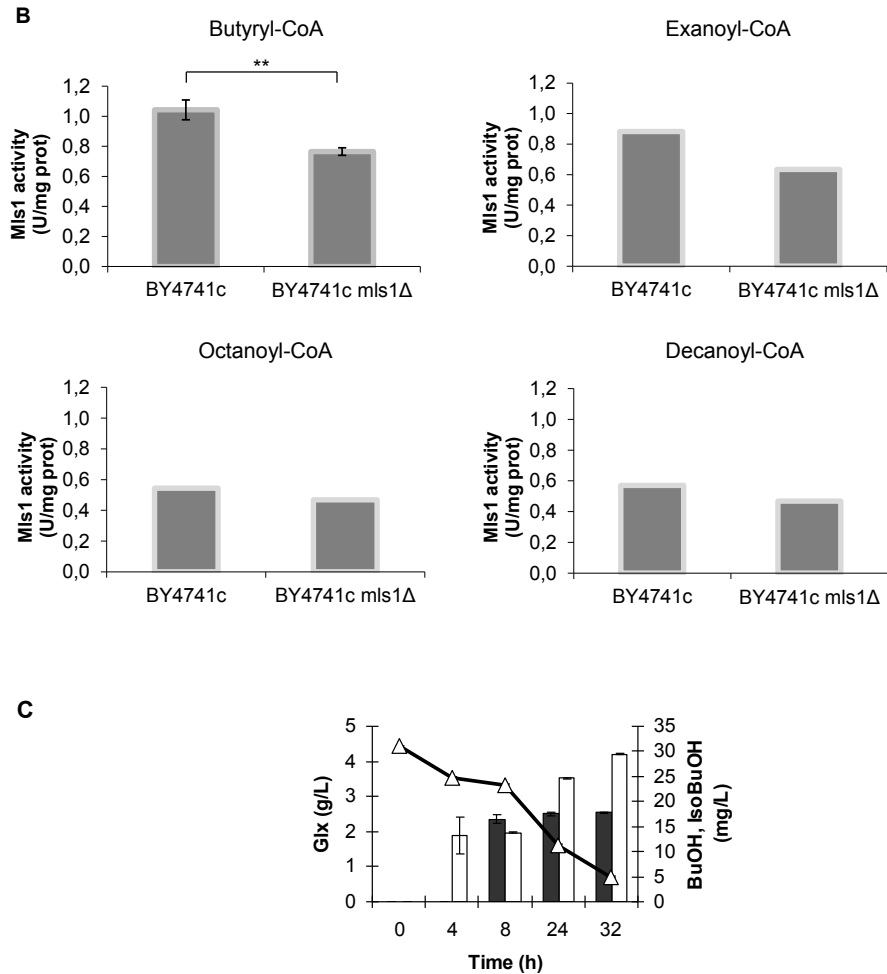 B
Butyryl-CoA
Exanoyl-CoA
**
Mls1 activity
(U/mg prot)
1,2
1,0
0,8
0,6
0,4
0,2
0,0
BY4741c
BY4741c mls1Δ
Mls1 activity
(U/mg prot)
1,2
1,0
0,8
0,6
0,4
0,2
0,0
BY4741c
BY4741c mls1Δ
Octanoyl-CoA
Decanoyl-CoA
Mls1 activity
(U/mg prot)
1,2
1,0
0,8
0,6
0,4
0,2
0,0
BY4741c
BY4741c mls1Δ
Mls1 activity
(U/mg prot)
1,2
1,0
0,8
0,6
0,4
0,2
0,0
BY4741c
BY4741c mls1Δ
C
Glx (g/L)
5
4
3
2
1
0
35
30
25
20
15
10
5
0
BuOH, IsoBuOH
(mg/L)
0 4 8 24 32
Time (h)